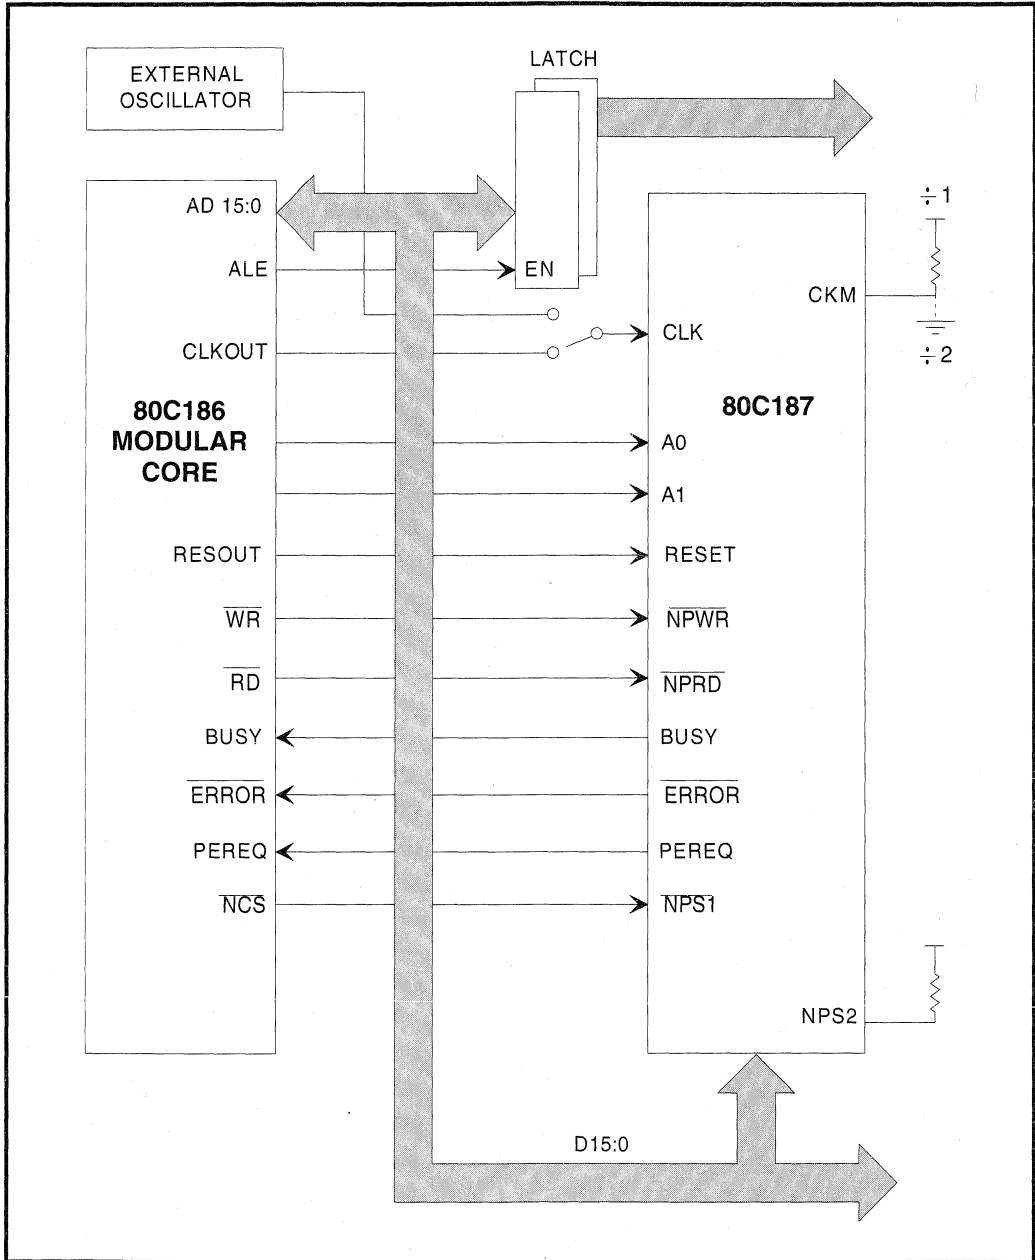 EXTERNAL
OSCILLATOR
LATCH
AD 15:0
÷1
ALE
EN
CKM
CLKOUT
CLK
÷2
80C186
MODULAR
CORE
80C187
A0
A1
RESOUT
RESET
WR
NPWR
RD
NPRD
BUSY
BUSY
ERROR
ERROR
PEREQ
PEREQ
NCS
NPS1
NPS2
D15:0